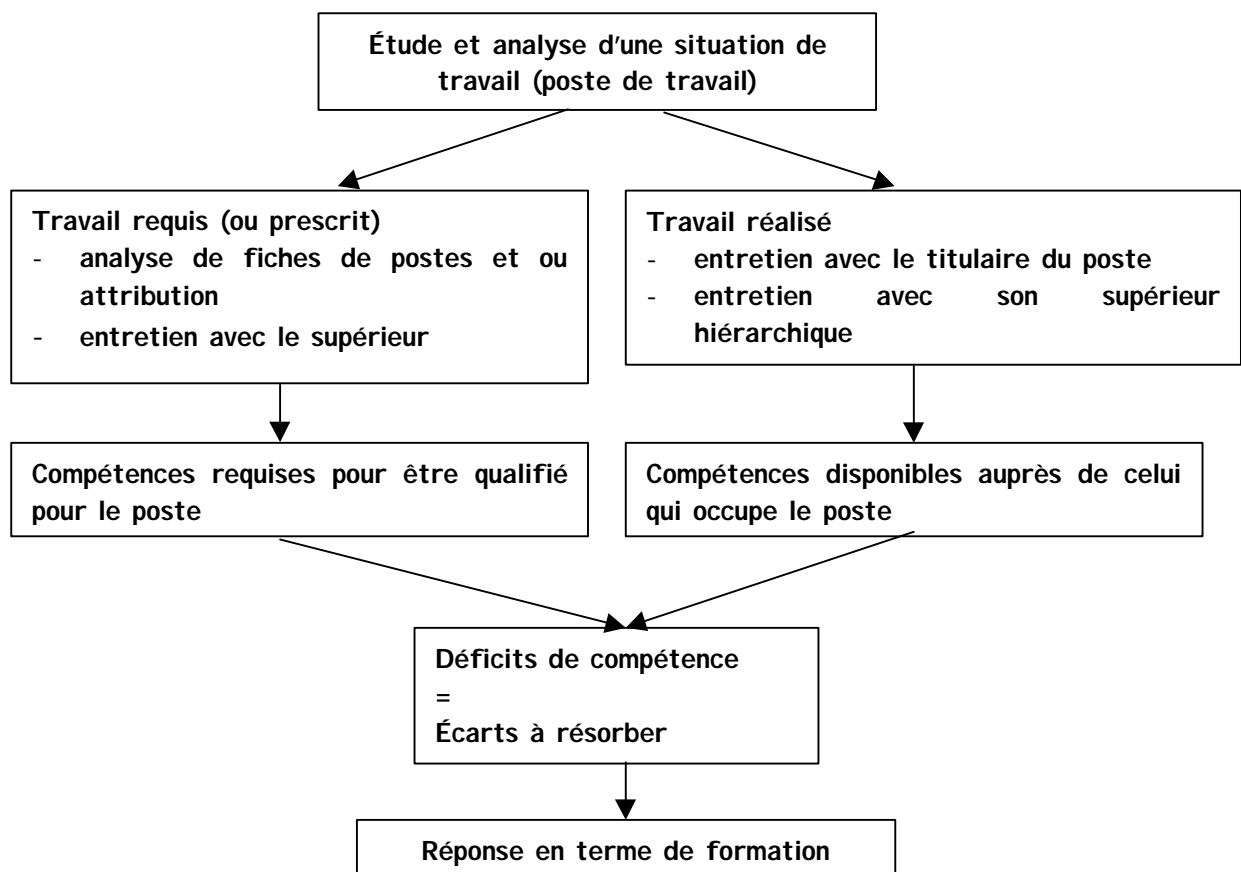 Étude et analyse d'une situation de
travail (poste de travail)
Travail requis (ou prescrit)
- analyse de fiches de postes et ou
attribution
- entretien avec le supérieur
Travail réalisé
- entretien avec le titulaire du poste
- entretien avec son supérieur
hiérarchique
Compétences requises pour être qualifié
pour le poste
Compétences disponibles auprès de celui
qui occupe le poste
Déficits de compétence
=
Écarts à résorber
Réponse en terme de formation